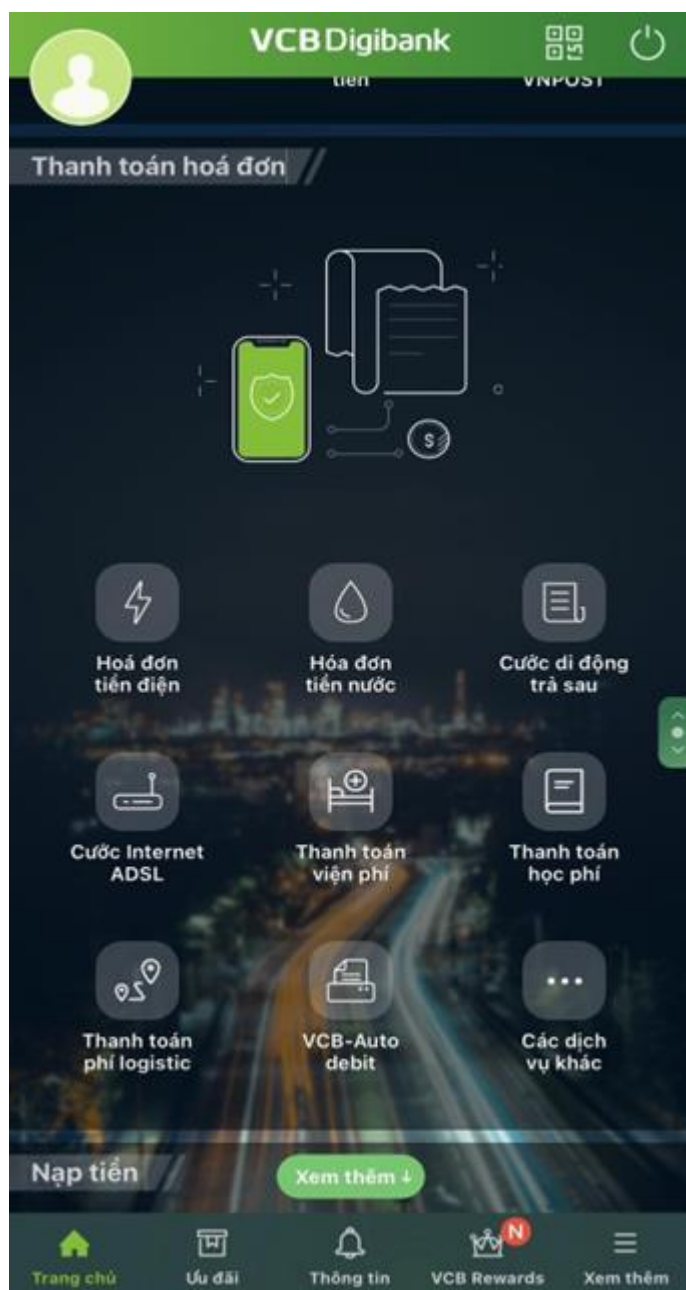 VCB Digibank
tiền VNPOST
Thanh toán hoá đơn
Hoá đơn
tiền điện
Hóa đơn
tiền nước
Cước di động
trả sau
Cước Internet
ADSL
Thanh toán
viện phí
Thanh toán
học phí
Thanh toán
phí logistic
VCB-Auto
debit
Các dịch
vụ khác
Nạp tiền
Xem thêm ↓
N
Trang chủ
Ưu đãi
Thông tin
VCB Rewards
Xem thêm